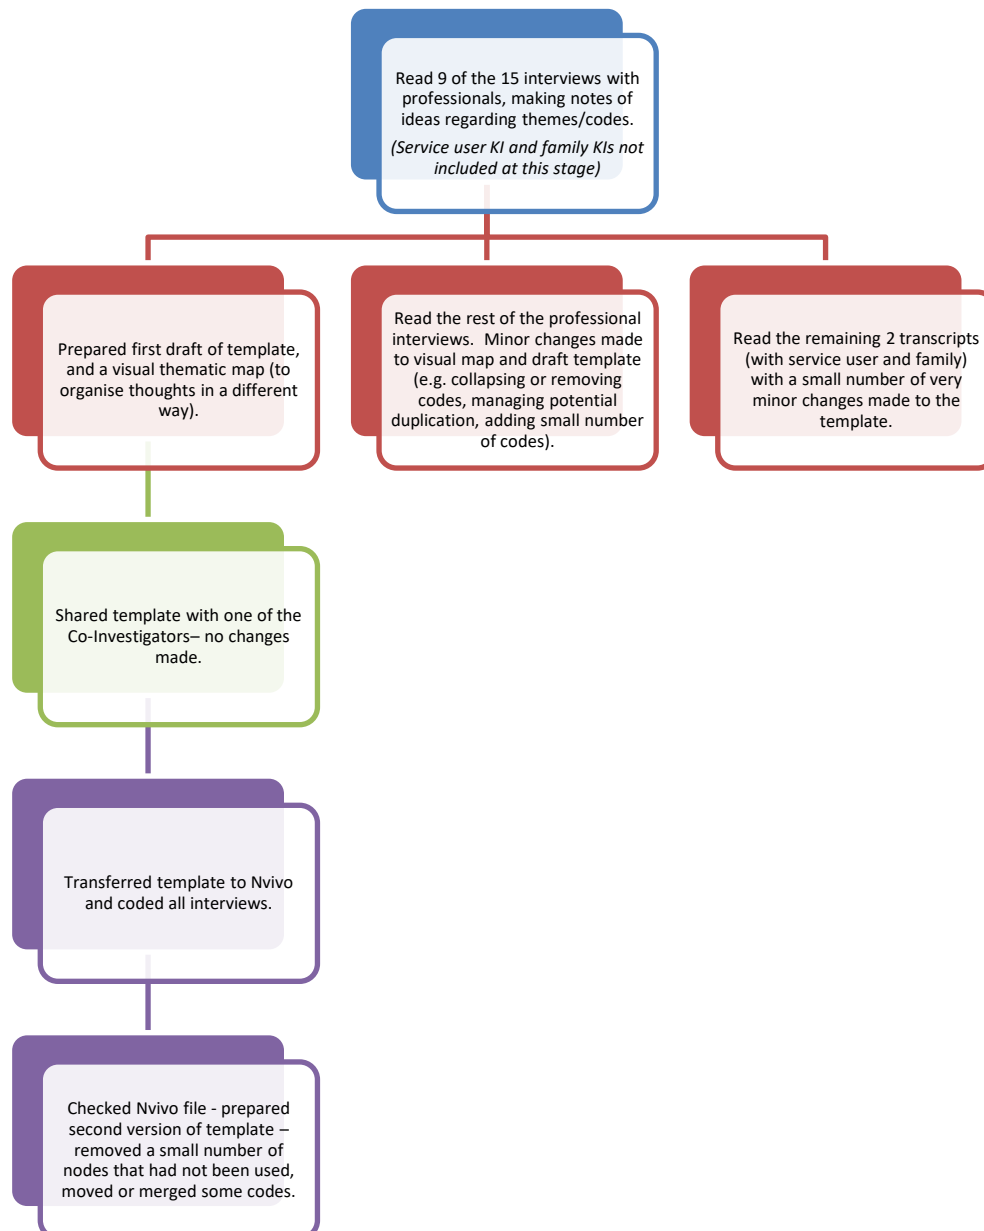 Read 9 of the 15 interviews with
professionals, making notes of
ideas regarding themes/codes.
(Service user KI and family KIs not
included at this stage)
Prepared first draft of template,
and a visual thematic map (to
organise thoughts in a different
way).
Read the rest of the professional
interviews.  Minor changes made
to visual map and draft template
(e.g. collapsing or removing
codes, managing potential
duplication, adding small number
of codes).
Read the remaining 2 transcripts
(with service user and family)
with a small number of very
minor changes made to the
template.
Shared template with one of the
Co-Investigators– no changes
made.
Transferred template to Nvivo
and coded all interviews.
Checked Nvivo file - prepared
second version of template –
removed a small number of
nodes that had not been used,
moved or merged some codes.